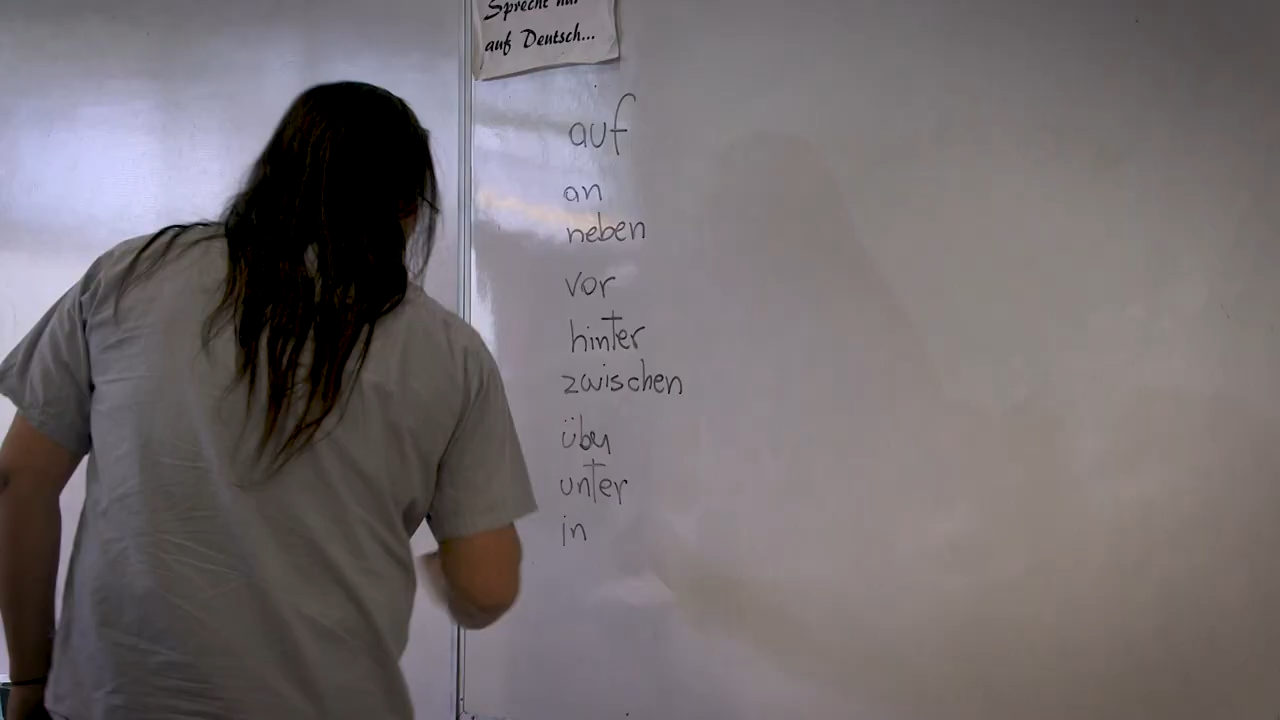 Sprecht nur
auf Deutsch...
auf
an
neben
vor
hinter
zwischen
über
unter
in